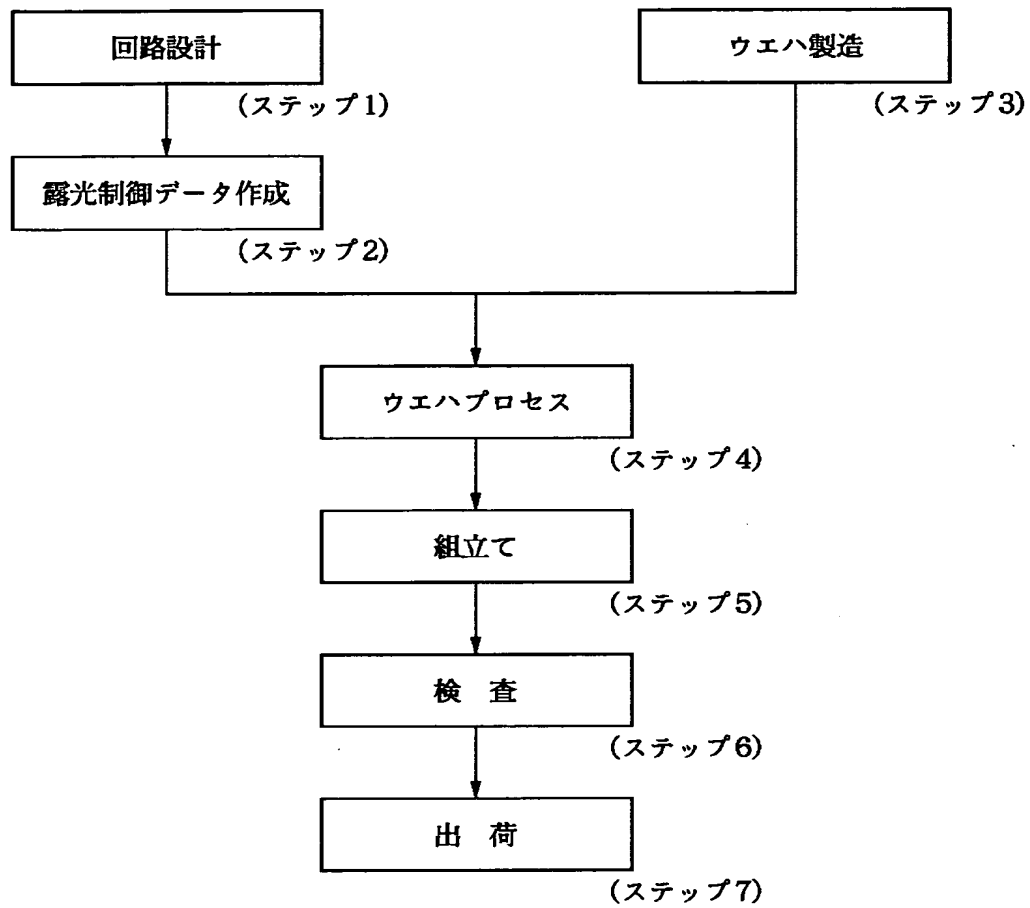 回路設計
(ステップ1)
ウエハ製造
(ステップ3)
露光制御データ作成
(ステップ2)
ウエハプロセス
(ステップ4)
組立て
(ステップ5)
検 査
(ステップ6)
出 荷
(ステップ7)